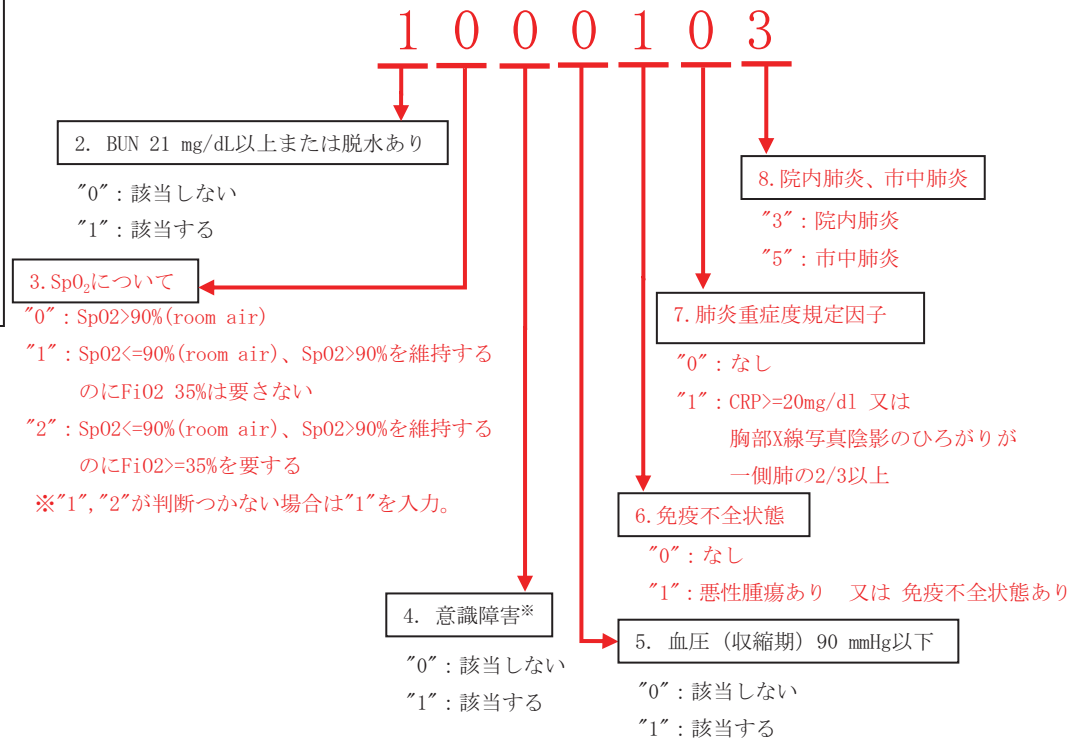 1 0 0 0 1 0 3
2. BUN 21 mg/dL以上または脱水あり
"0"：該当しない
"1"：該当する
3.SpO₂について
"0"：SpO2>90%(room air)
"1"：SpO2<=90%(room air)、SpO2>90%を維持する
のにFiO2 35%は要さない
"2"：SpO2<=90%(room air)、SpO2>90%を維持する
のにFiO2>=35%を要する
※"1","2"が判断つかない場合は"1"を入力。
4. 意識障害※
"0"：該当しない
"1"：該当する
5. 血圧（収縮期）90 mmHg以下
"0"：該当しない
"1"：該当する
6.免疫不全状態
"0"：なし
"1"：悪性腫瘍あり　又は 免疫不全状態あり
7.肺炎重症度規定因子
"0"：なし
"1"：CRP>=20mg/dl 又は
胸部X線写真陰影のひろがりが
一側肺の2/3以上
8.院内肺炎、市中肺炎
"3"：院内肺炎
"5"：市中肺炎